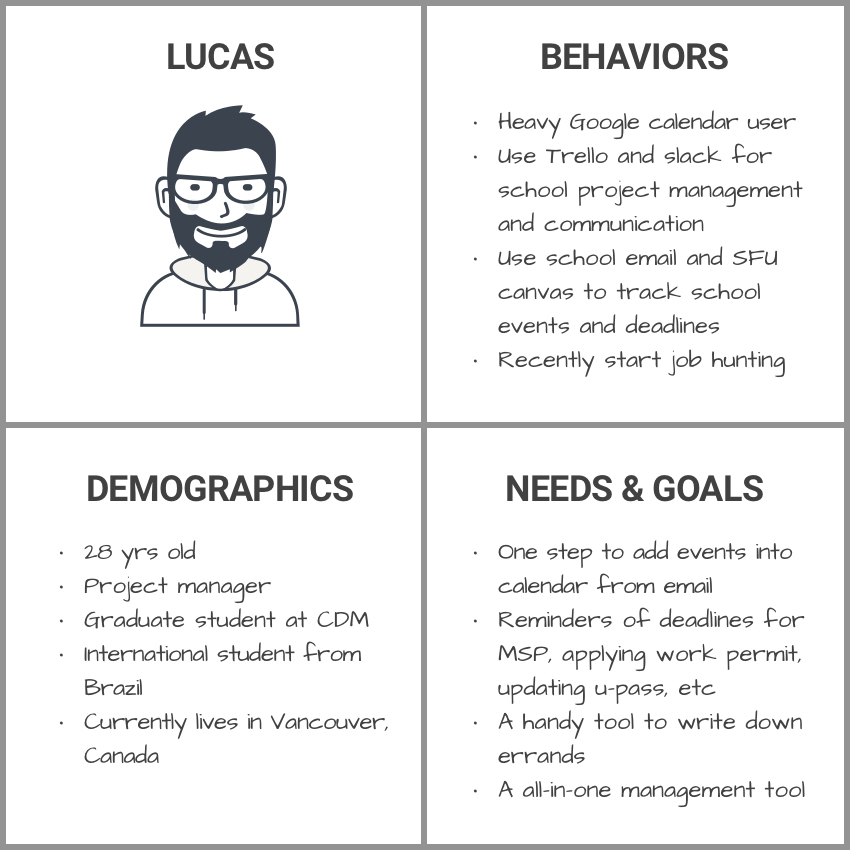 LUCAS
BEHAVIORS
· Heavy Google calendar user
· Use Trello and slack for
school project management
and communication
· Use school email and SFU
canvas to track school
events and deadlines
· Recently start job hunting
DEMOGRAPHICS
· 28 yrs old
· Project manager
· Graduate student at CDM
· International student from
Brazil
· Currently lives in Vancouver,
Canada
NEEDS & GOALS
· One step to add events into
calendar from email
· Reminders of deadlines for
MSP, applying work permit,
updating u-pass, etc
· A handy tool to write down
errands
· A all-in-one management tool